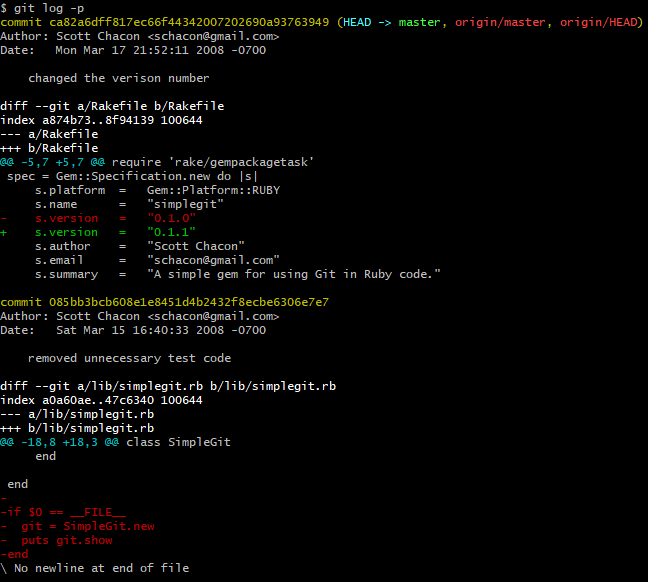 $ git log -p
commit ca82a6dff817ec66f44342007202690a93763949 (HEAD -> master, origin/master, origin/HEAD)
Author: Scott Chacon <schacon@gmail.com>
Date:   Mon Mar 17 21:52:11 2008 -0700

    changed the verison number

diff --git a/Rakefile b/Rakefile
index a874b73..8f94139 100644
--- a/Rakefile
+++ b/Rakefile
@@ -5,7 +5,7 @@ require 'rake/gempackagetask'
 spec = Gem::Specification.new do |s|
     s.platform  =   Gem::Platform::RUBY
     s.name      =   "simplegit"
-    s.version   =   "0.1.0"
+    s.version   =   "0.1.1"
     s.author    =   "Scott Chacon"
     s.email     =   "schacon@gmail.com"
     s.summary   =   "A simple gem for using Git in Ruby code."

commit 085bb3bcb608e1e8451d4b2432f8ecbe6306e7e7
Author: Scott Chacon <schacon@gmail.com>
Date:   Sat Mar 15 16:40:33 2008 -0700

    removed unnecessary test code

diff --git a/lib/simplegit.rb b/lib/simplegit.rb
index a0a60ae..47c6340 100644
--- a/lib/simplegit.rb
+++ b/lib/simplegit.rb
@@ -18,8 +18,3 @@ class SimpleGit
     end

 end
-
-if $0 == __FILE__
-  git = SimpleGit.new
-  puts git.show
-end
\ No newline at end of file